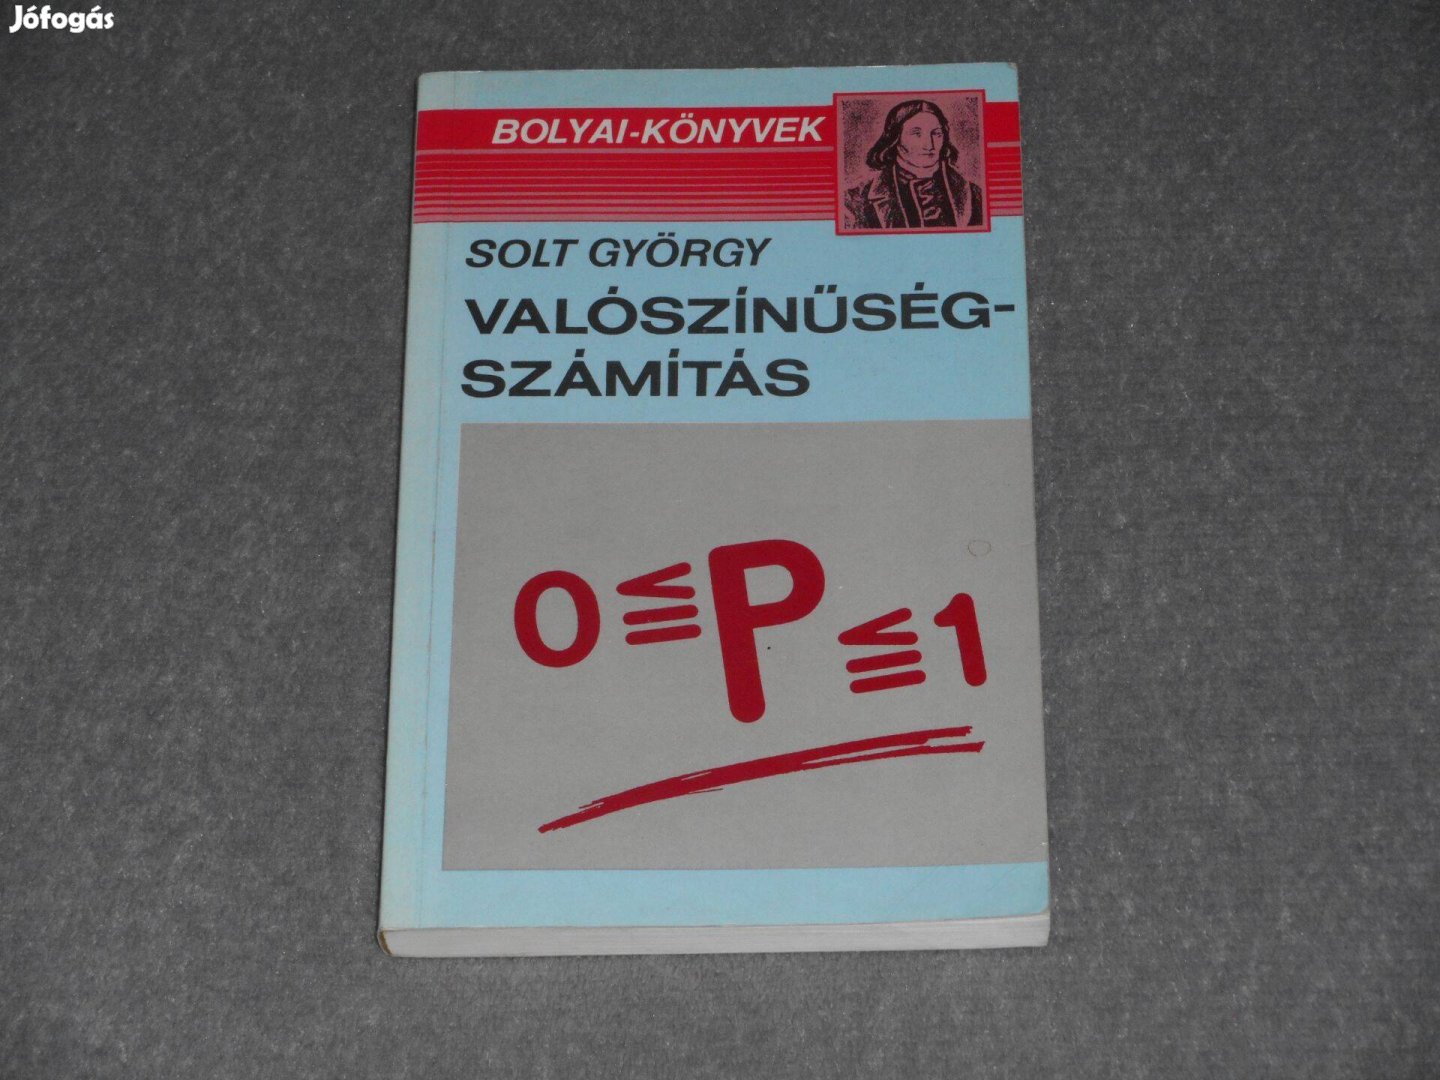 Jófogás
BOLYAI-KÖNYVEK
SOLT GYÖRGY
VALÓSZÍNŰSÉG-
SZÁMÍTÁS
0≦P≦1